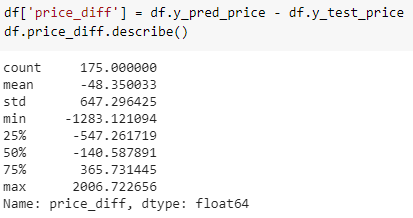 df['price_diff'] = df.y_pred_price - df.y_test_price
df.price_diff.describe()
count 175.000000
mean -48.350033
std 647.296425
min -1283.121094
25% -547.261719
50% -140.587891
75% 365.731445
max 2006.722656
Name: price_diff, dtype: float64